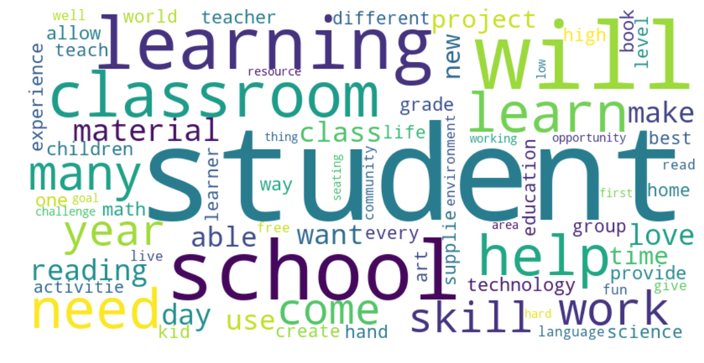 well
world
teacher
different
project
allow
teach
learning
will
high
book
level
resource
new
low
experience
classroom
grade
learn
make
material
class
life
working
opportunity
best
children
thing
student
many
learner
way
seating
community
environment
education
read
one
goal
challenge
math
first
home
year
able
free
want
every
area
group
love
live
school
art
supplie
help
time
reading
activitie
technology
provide
fun
give
need
day
kid
use
come
create
hand
skill
hard
work
language
science